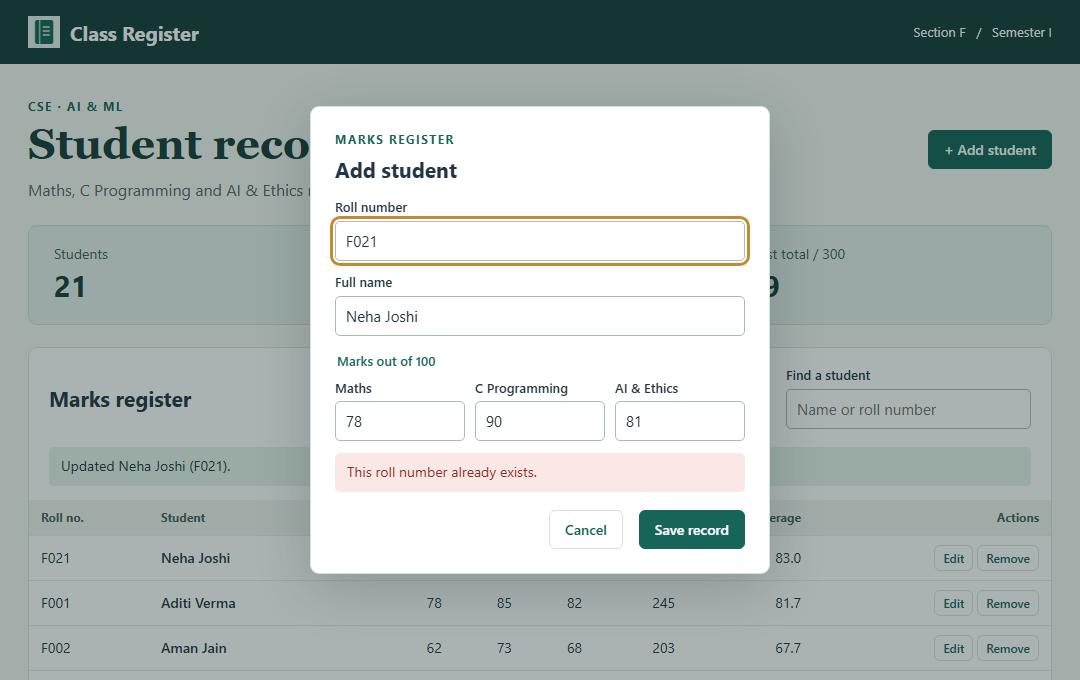 Class Register
Section F / Semester I
CSE · AI & ML
Student reco
+ Add student
Maths, C Programming and AI & Ethics
Students
21
st total / 300
9
MARKS REGISTER
Add student
Roll number
F021
Full name
Neha Joshi
Marks out of 100
Maths C Programming AI & Ethics
78 90 81
This roll number already exists.
Cancel Save record
Marks register
Find a student
Name or roll number
Updated Neha Joshi (F021).
Roll no. Student erage Actions
F021 Neha Joshi 83.0 Edit Remove
F001 Aditi Verma 78 85 82 245 81.7 Edit Remove
F002 Aman Jain 62 73 68 203 67.7 Edit Remove